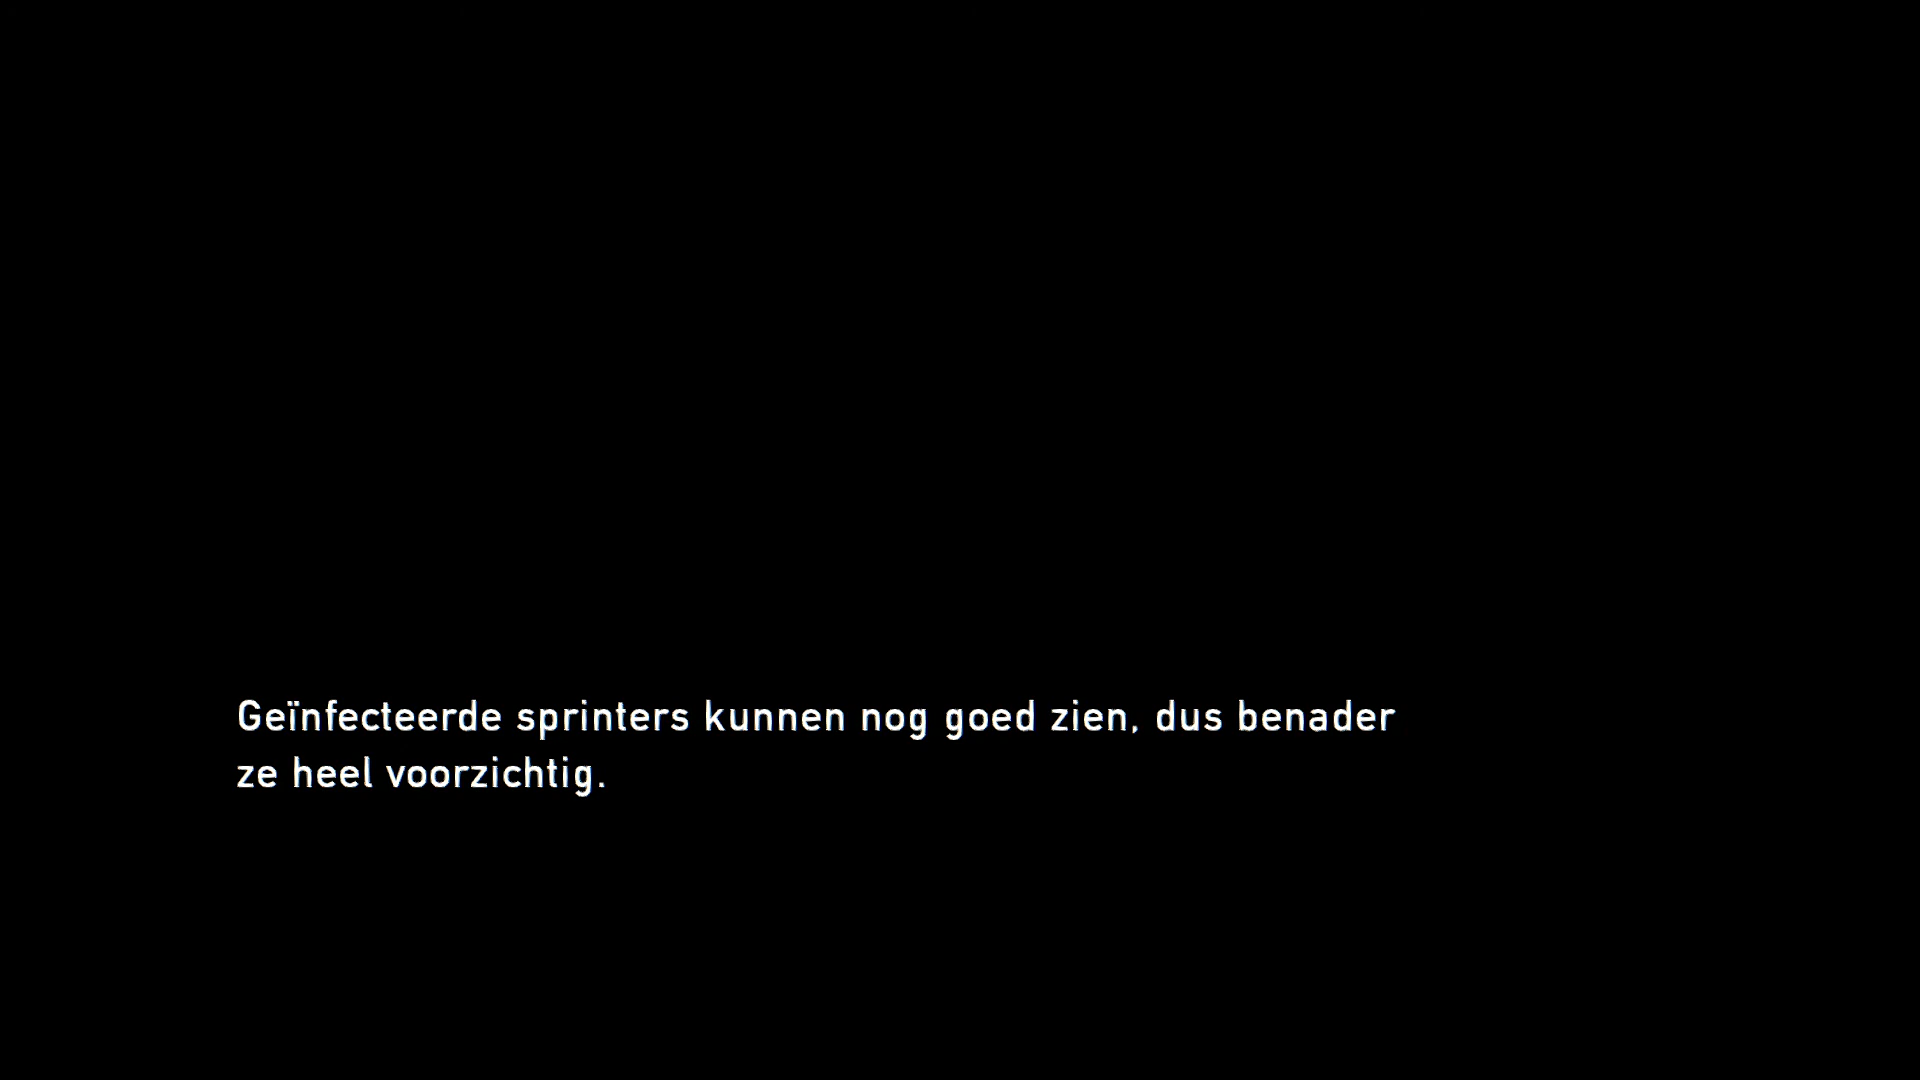 Geïnfecteerde sprinters kunnen nog goed zien, dus benader
ze heel voorzichtig.